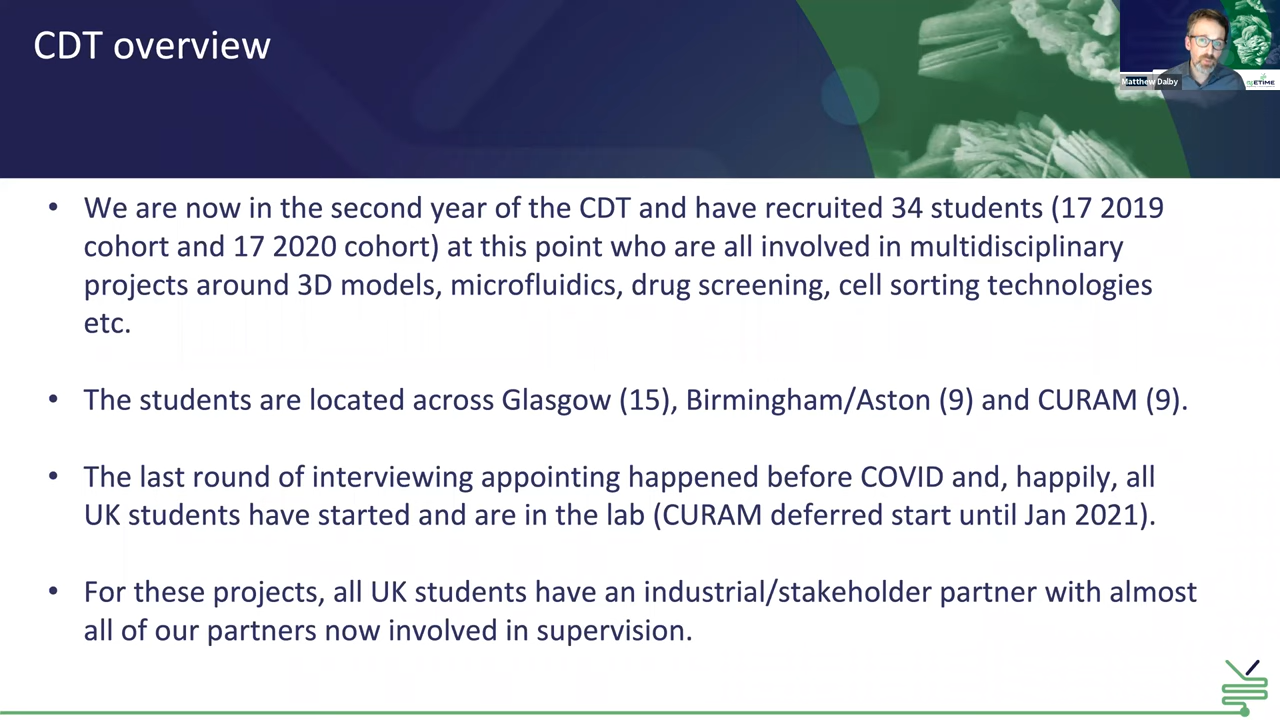 CDT overview
Matthew Dalby
• We are now in the second year of the CDT and have recruited 34 students (17 2019
cohort and 17 2020 cohort) at this point who are all involved in multidisciplinary
projects around 3D models, microfluidics, drug screening, cell sorting technologies
etc.
• The students are located across Glasgow (15), Birmingham/Aston (9) and CURAM (9).
• The last round of interviewing appointing happened before COVID and, happily, all
UK students have started and are in the lab (CURAM deferred start until Jan 2021).
• For these projects, all UK students have an industrial/stakeholder partner with almost
all of our partners now involved in supervision.